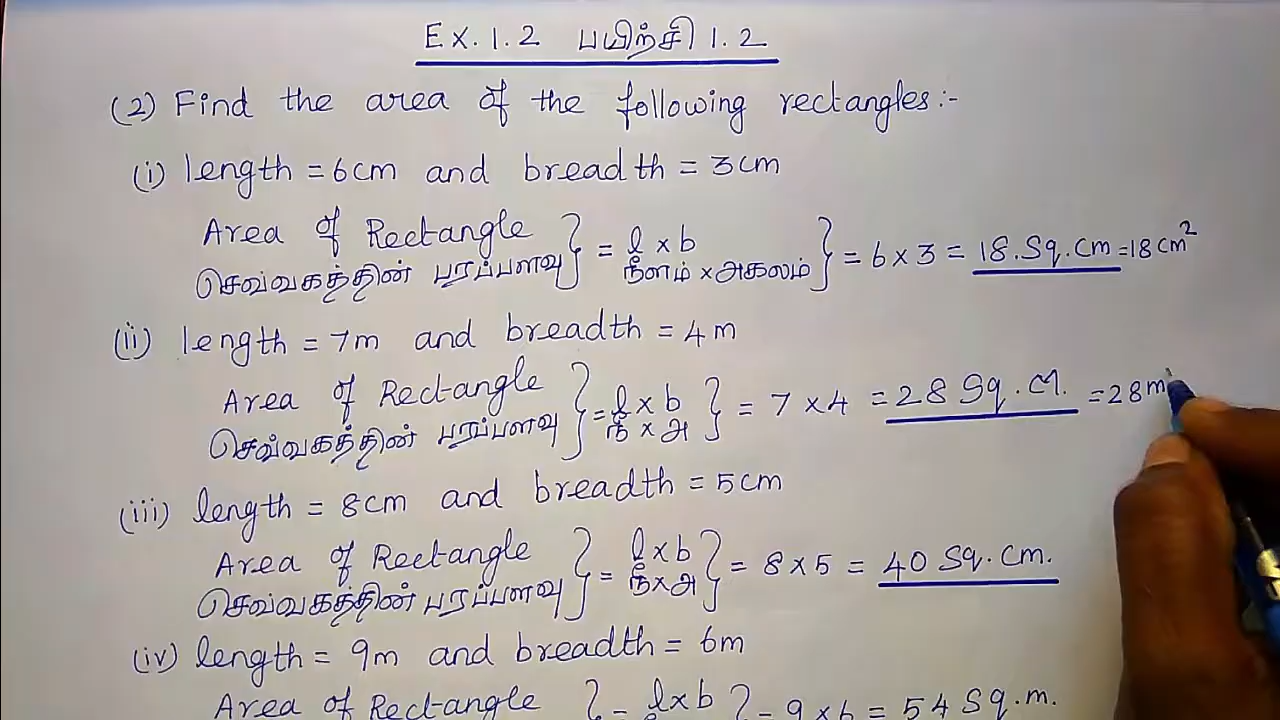 Ex. 1.2 பயிற்சி 1.2
(2) Find the area of the following rectangles:-
(i) length = 6cm and breadth = 3cm
Area of Rectangle } = l x b } = 6 x 3 = 18.Sq.cm = 18 cm²
செவ்வகத்தின் பரப்பளவு நீளம் x அகலம்
(ii) length = 7m and breadth = 4m
Area of Rectangle } = l x b } = 7 x 4 = 28 Sq.M. = 28m
செவ்வகத்தின் பரப்பளவு நீ x அ
(iii) length = 8cm and breadth = 5cm
Area of Rectangle } = l x b } = 8 x 5 = 40 Sq.cm.
செவ்வகத்தின் பரப்பளவு நீ x அ
(iv) length = 9m and breadth = 6m
Area of Rectangle } = l x b } = 9 x 6 = 54 Sq.m.